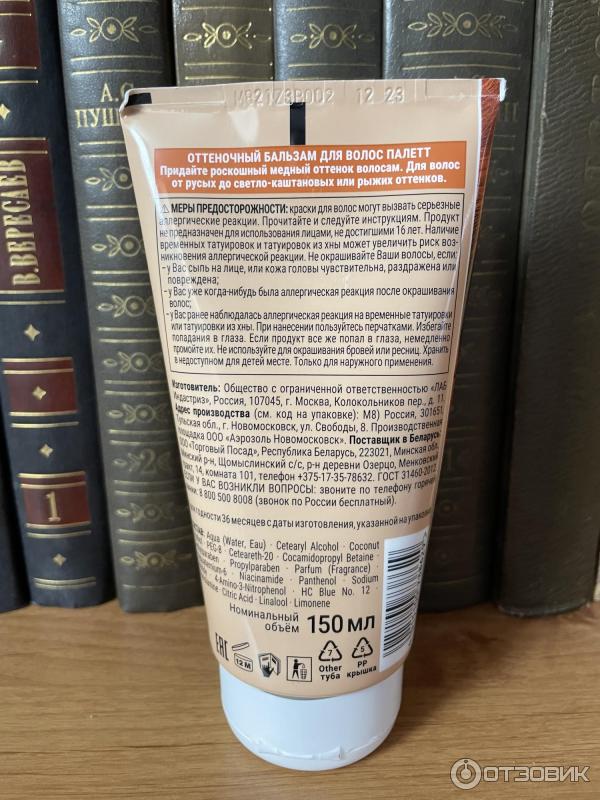 А. С.
ПУШ
В. ВЕРЕСАЕВ
1
M821Z3B009 12 23
ОТТЕНОЧНЫЙ БАЛЬЗАМ ДЛЯ ВОЛОС ПАЛЕТТ
Придайте роскошный медный оттенок волосам. Для волос
от русых до светло-каштановых или рыжих оттенков.
⚠ МЕРЫ ПРЕДОСТОРОЖНОСТИ: краски для волос могут вызвать серьезные
аллергические реакции. Прочитайте и следуйте инструкциям. Продукт
не предназначен для использования лицами, не достигшими 16 лет. Наличие
временных татуировок и татуировок из хны может увеличить риск воз-
никновения аллергической реакции. Не окрашивайте Ваши волосы, если:
– у Вас сыпь на лице, или кожа головы чувствительна, раздражена или
повреждена;
– у Вас уже когда-нибудь была аллергическая реакция после окрашивания
волос;
– у Вас ранее наблюдалась аллергическая реакция на временные татуировки
или татуировки из хны. При нанесении пользуйтесь перчатками. Избегайте
попадания в глаза. Если продукт все же попал в глаза, немедленно
промойте их. Не используйте для окрашивания бровей или ресниц. Хранить
в недоступном для детей месте. Только для наружного применения.
Изготовитель: Общество с ограниченной ответственностью «ЛАБ
Индастриз», Россия, 107045, г. Москва, Колокольников пер., д. 11.
Адрес производства (см. код на упаковке): М8) Россия, 301651,
Тульская обл., г. Новомосковск, ул. Свободы, 8. Производственная
площадка ООО «Аэрозоль Новомосковск». Поставщик в Беларусь:
ООО «Торговый Посад», Республика Беларусь, 223021, Минская обл.,
Минский р-н, Щомыслинский с/с, р-н деревни Озерцо, Менковский
тракт, 14, комната 101, телефон +375-17-35-78632. ГОСТ 31460-2012.
ЕСЛИ У ВАС ВОЗНИКЛИ ВОПРОСЫ: звоните по телефону горячей
линии: 8 800 500 8008 (звонок по России бесплатный).
годности 36 месяцев с даты изготовления, указанной на упаковке
Aqua (Water, Eau) · Cetearyl Alcohol · Coconut
PEG-8 · Ceteareth-20 · Cocamidopropyl Betaine ·
Propylparaben · Parfum (Fragrance) ·
· Niacinamide · Panthenol · Sodium
4-Amino-3-Nitrophenol · HC Blue No. 12 ·
Citric Acid · Linalool · Limonene
Номинальный
объём 150 мл
EAC
12 M
7
Other
туба
5
PP
крышка
ОТЗОВИК